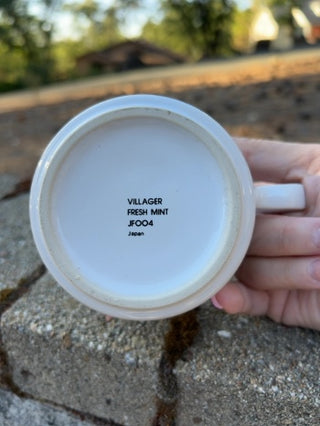 VILLAGER
FRESH MINT
JF004
Japan